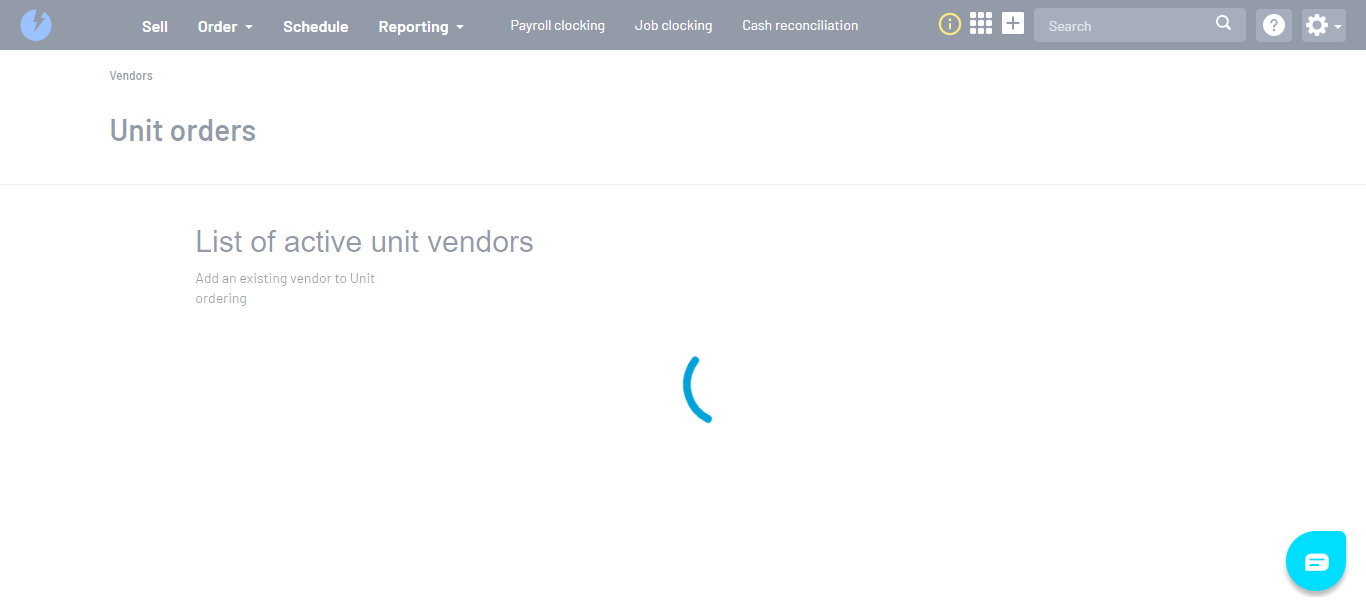 Sell Order Schedule Reporting Payroll clocking Job clocking Cash reconciliation Search
Vendors
Unit orders
List of active unit vendors
Add an existing vendor to Unit
ordering